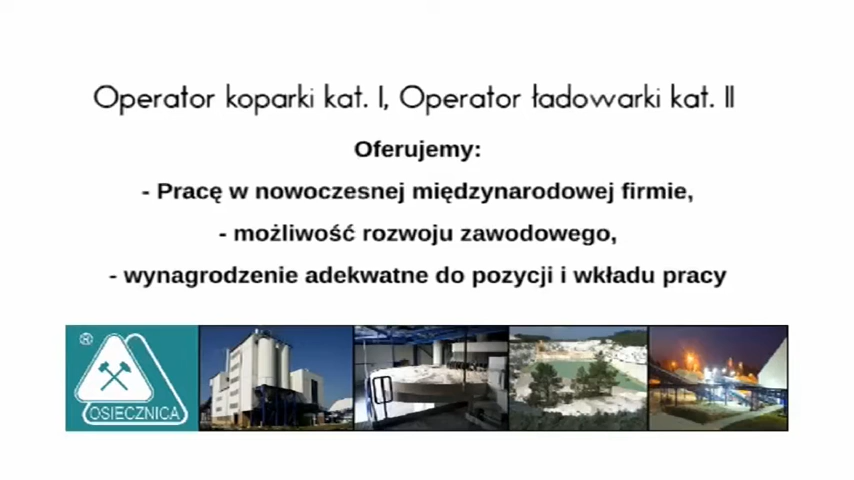 Operator koparki kat. I, Operator ładowarki kat. II
Oferujemy:
- Pracę w nowoczesnej międzynarodowej firmie,
- możliwość rozwoju zawodowego,
- wynagrodzenie adekwatne do pozycji i wkładu pracy
®
OSIECZNICA